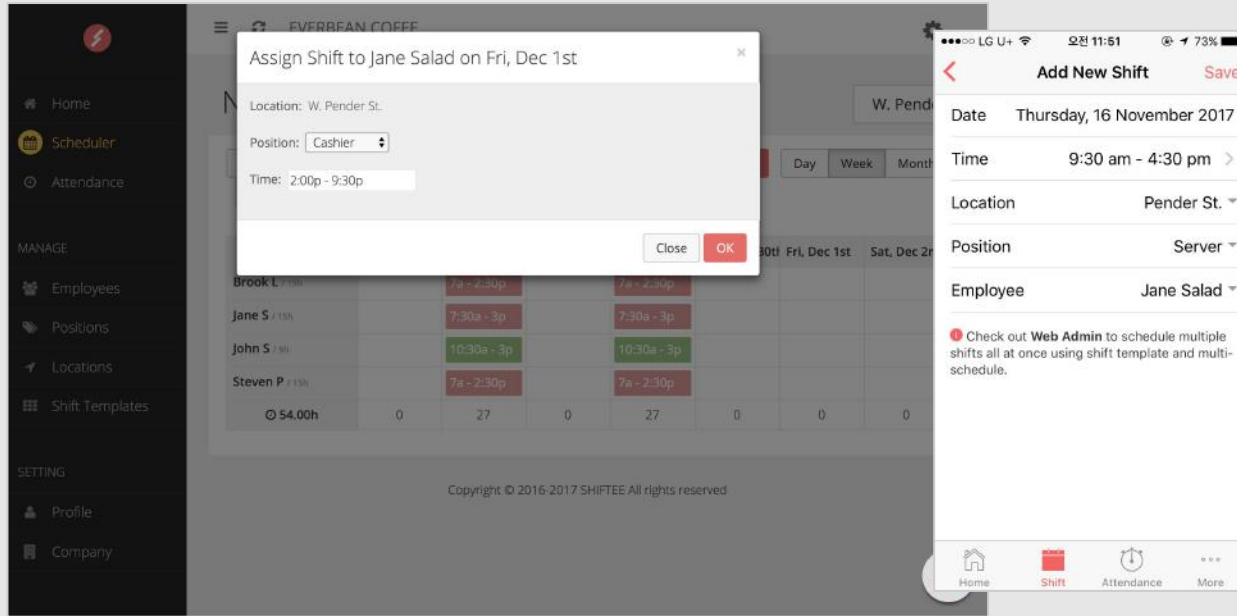 EVERBEAN COFFE
Assign Shift to Jane Salad on Fri, Dec 1st
×
Location: W. Pender St.
Position: Cashier
Time: 2:00p - 9:30p
Close
OK
Home
Scheduler
Attendance
MANAGE
Employees
Positions
Locations
Shift Templates
SETTING
Profile
Company
N
W. Pend
Day
Week
Month
30th
Fri, Dec 1st
Sat, Dec 2n
Brook L / 15h
7a - 2:30p
7a - 2:30p
Jane S / 15h
7:30a - 3p
7:30a - 3p
John S / 9h
10:30a - 3p
10:30a - 3p
Steven P / 15h
7a - 2:30p
7a - 2:30p
54.00h
0
27
0
27
0
0
0
Copyright © 2016-2017 SHIFTEE All rights reserved
LG U+
오전 11:51
73%
Add New Shift
Save
Date
Thursday, 16 November 2017
Time
9:30 am - 4:30 pm
Location
Pender St.
Position
Server
Employee
Jane Salad
Check out Web Admin to schedule multiple
shifts all at once using shift template and multi-
schedule.
Home
Shift
Attendance
More